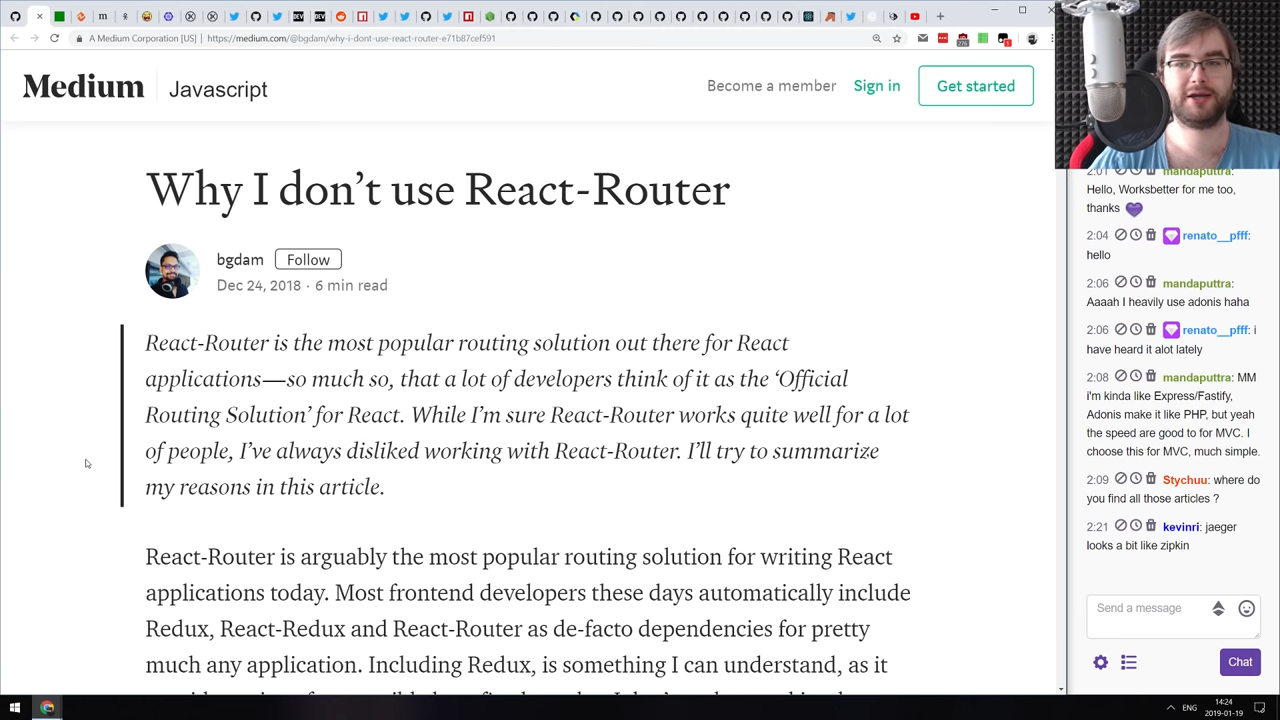 A Medium Corporation [US] | https://medium.com/@bgdam/why-i-dont-use-react-router-e71b87cef591
Medium Javascript
Become a member Sign in Get started
Why I don’t use React-Router
bgdam Follow
Dec 24, 2018 · 6 min read
React-Router is the most popular routing solution out there for React
applications—so much so, that a lot of developers think of it as the ‘Official
Routing Solution’ for React. While I’m sure React-Router works quite well for a lot
of people, I’ve always disliked working with React-Router. I’ll try to summarize
my reasons in this article.
React-Router is arguably the most popular routing solution for writing React
applications today. Most frontend developers these days automatically include
Redux, React-Redux and React-Router as de-facto dependencies for pretty
much any application. Including Redux, is something I can understand, as it
2:01 mandaputtra:
Hello, Worksbetter for me too,
thanks
2:04 renato__pfff:
hello
2:06 mandaputtra:
Aaaah I heavily use adonis haha
2:06 renato__pfff: i
have heard it alot lately
2:08 mandaputtra: MM
i'm kinda like Express/Fastify,
Adonis make it like PHP, but yeah
the speed are good to for MVC. I
choose this for MVC, much simple.
2:09 Stychuu: where do
you find all those articles ?
2:21 kevinri: jaeger
looks a bit like zipkin
Send a message
Chat
ENG
14:24
2019-01-19